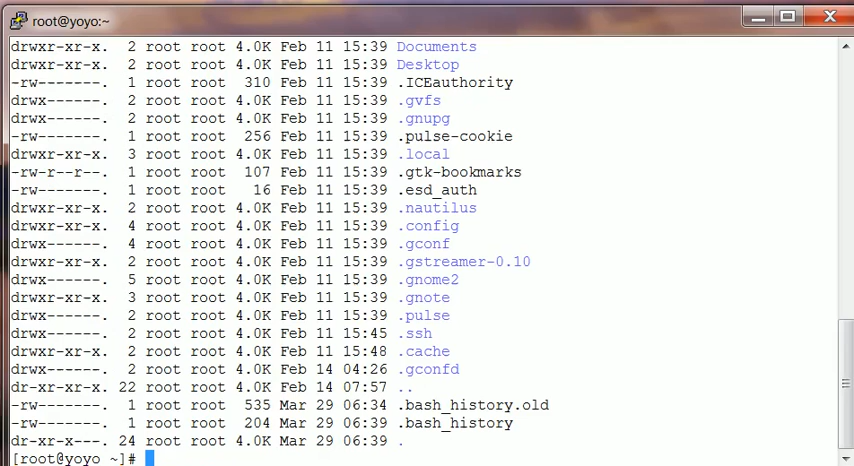 root@yoyo:~
drwxr-xr-x. 2 root root 4.0K Feb 11 15:39 Documents
drwxr-xr-x. 2 root root 4.0K Feb 11 15:39 Desktop
-rw-------. 1 root root 310 Feb 11 15:39 .ICEauthority
drwx------. 2 root root 4.0K Feb 11 15:39 .gvfs
drwx------. 2 root root 4.0K Feb 11 15:39 .gnupg
-rw-------. 1 root root 256 Feb 11 15:39 .pulse-cookie
drwxr-xr-x. 3 root root 4.0K Feb 11 15:39 .local
-rw-r--r--. 1 root root 107 Feb 11 15:39 .gtk-bookmarks
-rw-------. 1 root root 16 Feb 11 15:39 .esd_auth
drwxr-xr-x. 2 root root 4.0K Feb 11 15:39 .nautilus
drwxr-xr-x. 4 root root 4.0K Feb 11 15:39 .config
drwx------. 4 root root 4.0K Feb 11 15:39 .gconf
drwxr-xr-x. 2 root root 4.0K Feb 11 15:39 .gstreamer-0.10
drwx------. 5 root root 4.0K Feb 11 15:39 .gnome2
drwxr-xr-x. 3 root root 4.0K Feb 11 15:39 .gnote
drwx------. 2 root root 4.0K Feb 11 15:39 .pulse
drwx------. 2 root root 4.0K Feb 11 15:45 .ssh
drwxr-xr-x. 2 root root 4.0K Feb 11 15:48 .cache
drwx------. 2 root root 4.0K Feb 14 04:26 .gconfd
dr-xr-xr-x. 22 root root 4.0K Feb 14 07:57 ..
-rw-------. 1 root root 535 Mar 29 06:34 .bash_history.old
-rw-------. 1 root root 204 Mar 29 06:39 .bash_history
dr-xr-x---. 24 root root 4.0K Mar 29 06:39 .
[root@yoyo ~]#